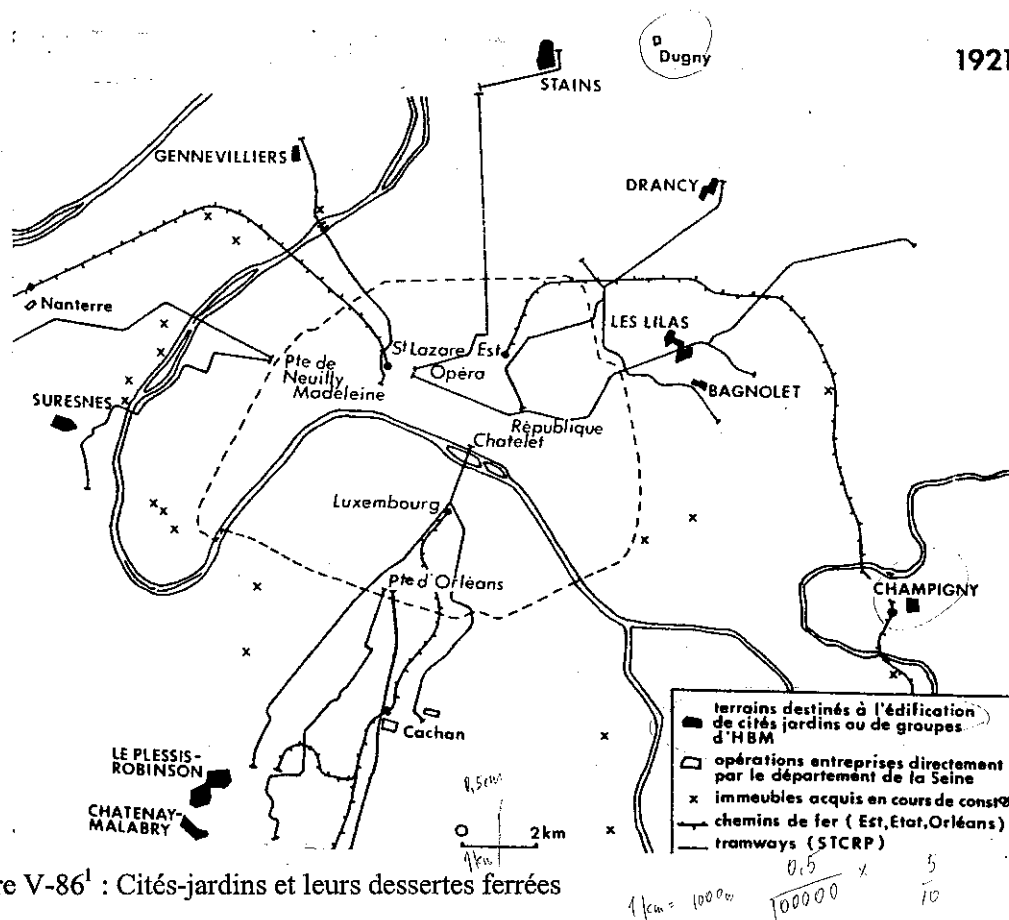 1921
Dugny
STAINS
GENNEVILLIERS
DRANCY
Nanterre
LES LILAS
St Lazare Est
Opéra
Pte de
Neuilly
Madeleine
BAGNOLET
SURESNES
République
Chatelet
Luxembourg
Pte d'Orléans
CHAMPIGNY
Cachan
LE PLESSIS-
ROBINSON
CHATENAY-
MALABRY
terrains destinés à l'édification
de cités jardins ou de groupes
d'HBM
opérations entreprises directement
par le département de la Seine
x immeubles acquis en cours de const
chemins de fer (Est,Etat,Orléans)
tramways (STCRP)
0,5cm
0 2km
1km
re V-86¹ : Cités-jardins et leurs dessertes ferrées
1km = 1000m
0,5
100000
x
5
10